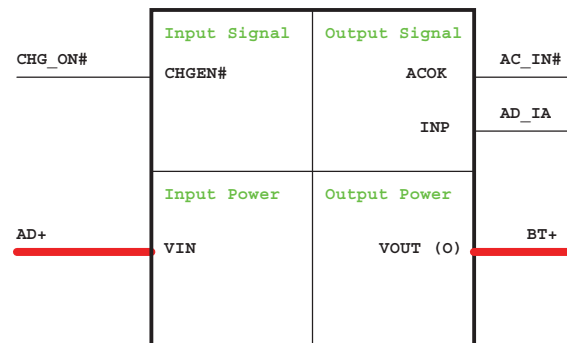 Input Signal Output Signal
CHG_ON# CHGEN# ACOK AC_IN#
INP AD_IA
Input Power Output Power
AD+ VIN VOUT (O) BT+